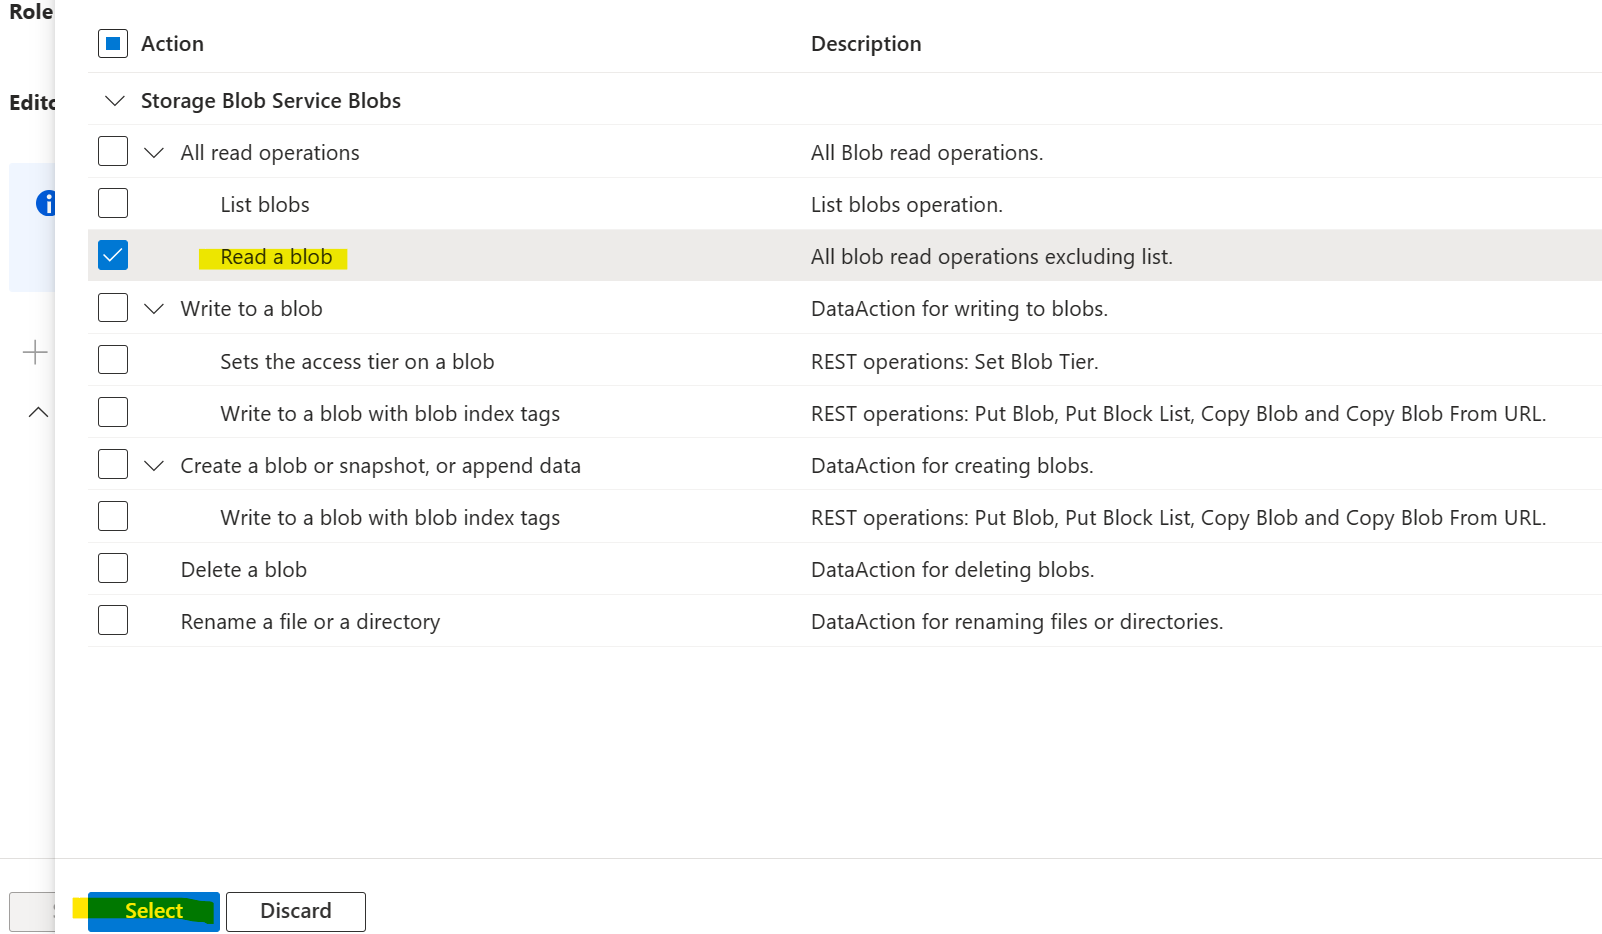 Role
Action Description
Storage Blob Service Blobs
All read operations All Blob read operations.
List blobs List blobs operation.
Read a blob All blob read operations excluding list.
Write to a blob DataAction for writing to blobs.
Sets the access tier on a blob REST operations: Set Blob Tier.
Write to a blob with blob index tags REST operations: Put Blob, Put Block List, Copy Blob and Copy Blob From URL.
Create a blob or snapshot, or append data DataAction for creating blobs.
Write to a blob with blob index tags REST operations: Put Blob, Put Block List, Copy Blob and Copy Blob From URL.
Delete a blob DataAction for deleting blobs.
Rename a file or a directory DataAction for renaming files or directories.
Select Discard